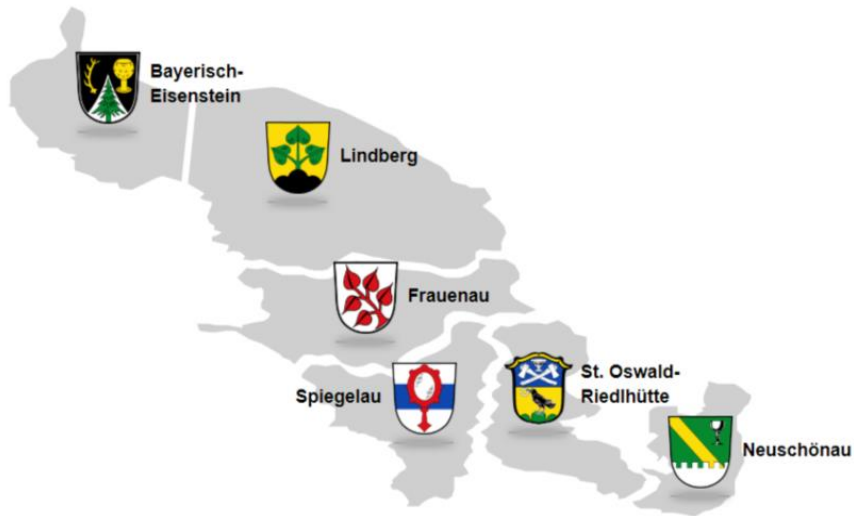 Bayerisch-
Eisenstein
Lindberg
Frauenau
Spiegelau
St. Oswald-
Riedlhütte
Neuschönau